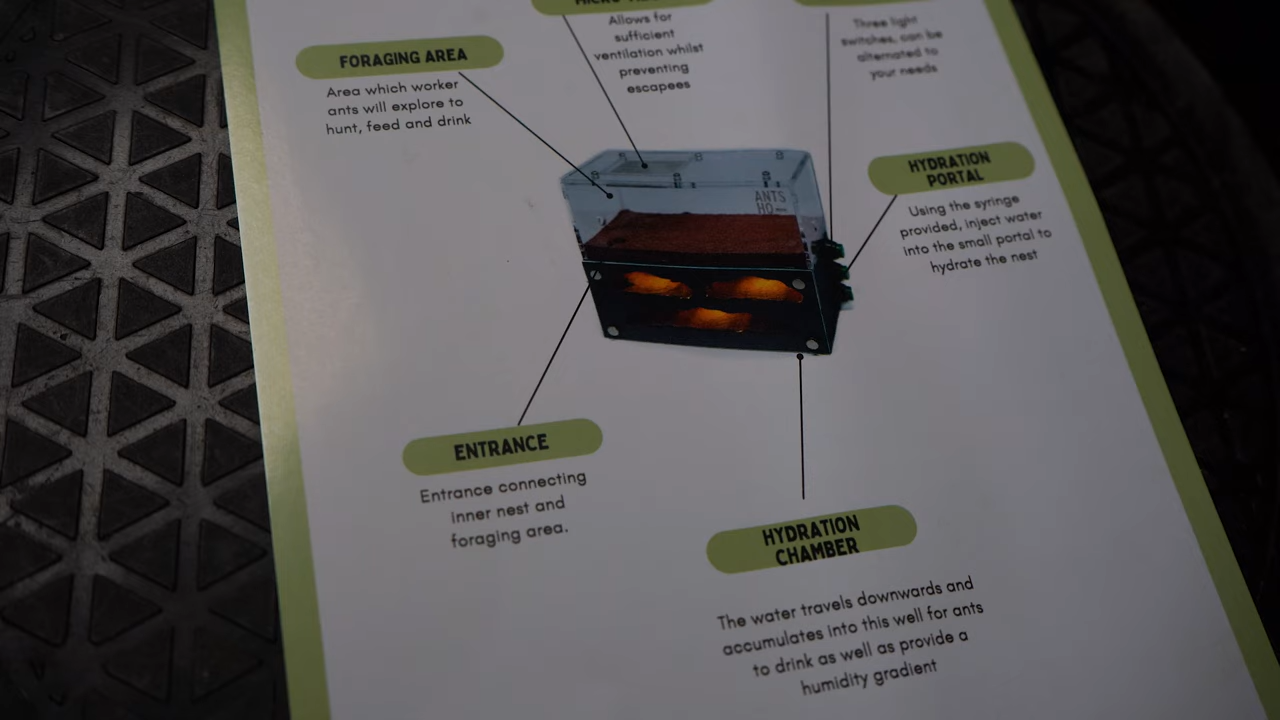 Allows for
sufficient
ventilation whilst
preventing
escapees
Three light
switches, can be
alternated to
your needs
FORAGING AREA
Area which worker
ants will explore to
hunt, feed and drink
HYDRATION
PORTAL
Using the syringe
provided, inject water
into the small portal to
hydrate the nest
ANTS
HQ
ENTRANCE
Entrance connecting
inner nest and
foraging area.
HYDRATION
CHAMBER
The water travels downwards and
accumulates into this well for ants
to drink as well as provide a
humidity gradient